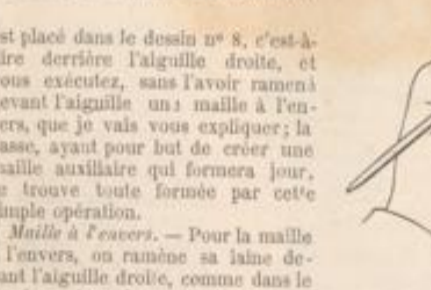 st placé dans le dessin n° 8, c'est-à-
ire derrière l'aiguille droite, et
ous exécutez, sans l'avoir ramené
evant l'aiguille une maille à l'en-
ers, que je vais vous expliquer; la
asse, ayant pour but de créer une
naille auxiliaire qui formera jour,
e trouve toute formée par cette
imple opération.
Maille à l'envers. — Pour la maille
l'envers, on ramène sa laine de-
ant l'aiguille droite, comme dans le